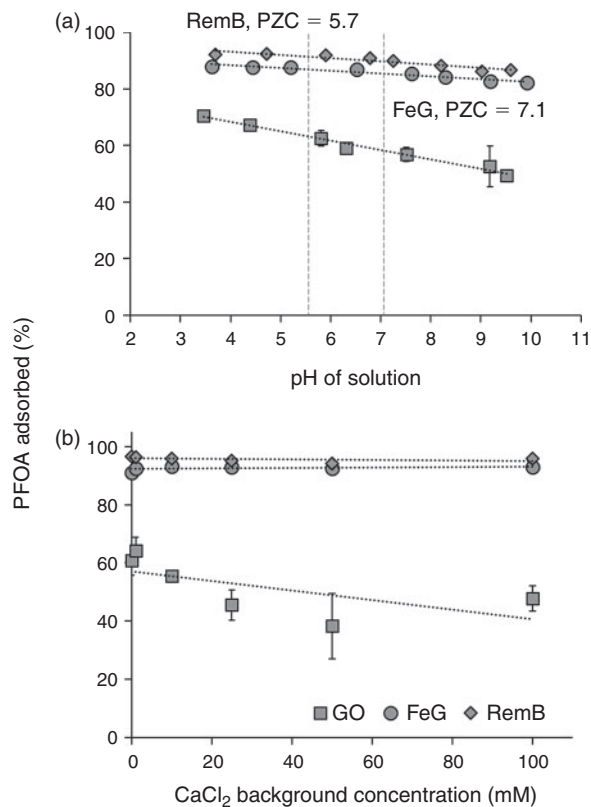 RemB, PZC = 5.7
(a)
100
80
FeG, PZC = 7.1
60
40
20
0
2 3 4 5 6 7 8 9 10 11
pH of solution
PFOA adsorbed (%)
(b)
100
80
60
40
20
0
GO FeG RemB
0 20 40 60 80 100
CaCl₂ background concentration (mM)